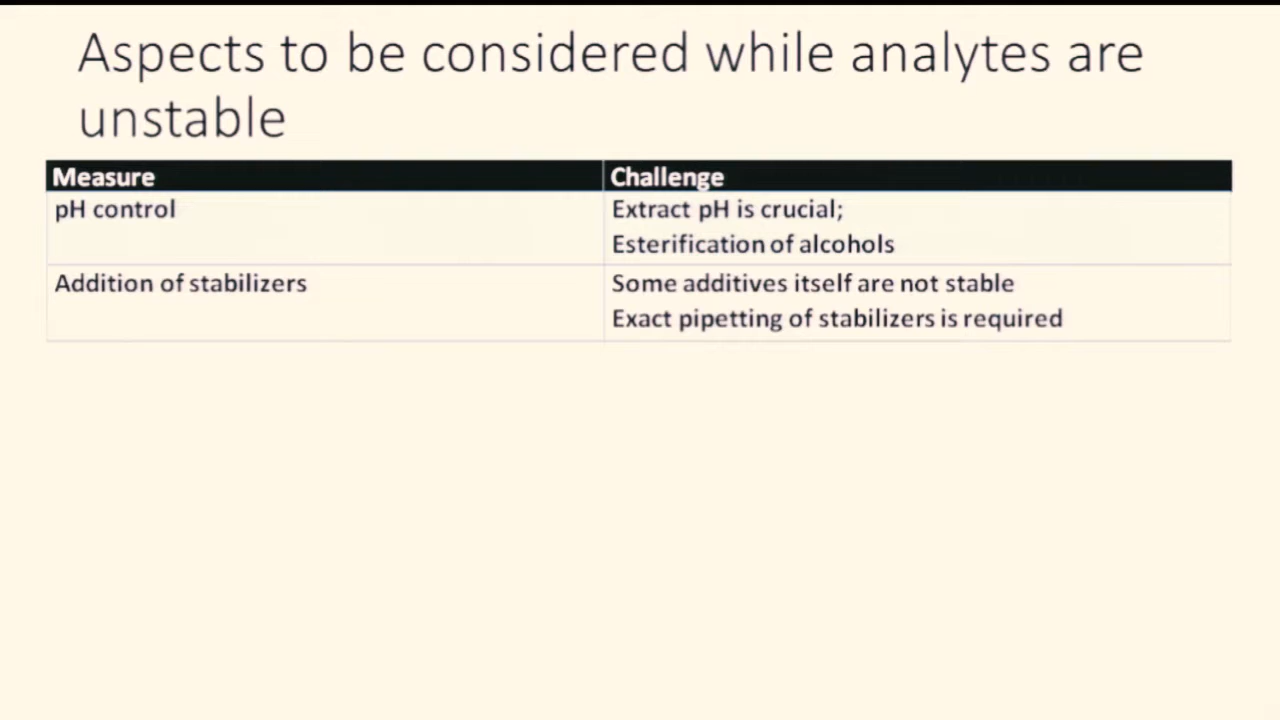 Aspects to be considered while analytes are
unstable
Measure
Challenge
pH control
Extract pH is crucial;
Esterification of alcohols
Addition of stabilizers
Some additives itself are not stable
Exact pipetting of stabilizers is required